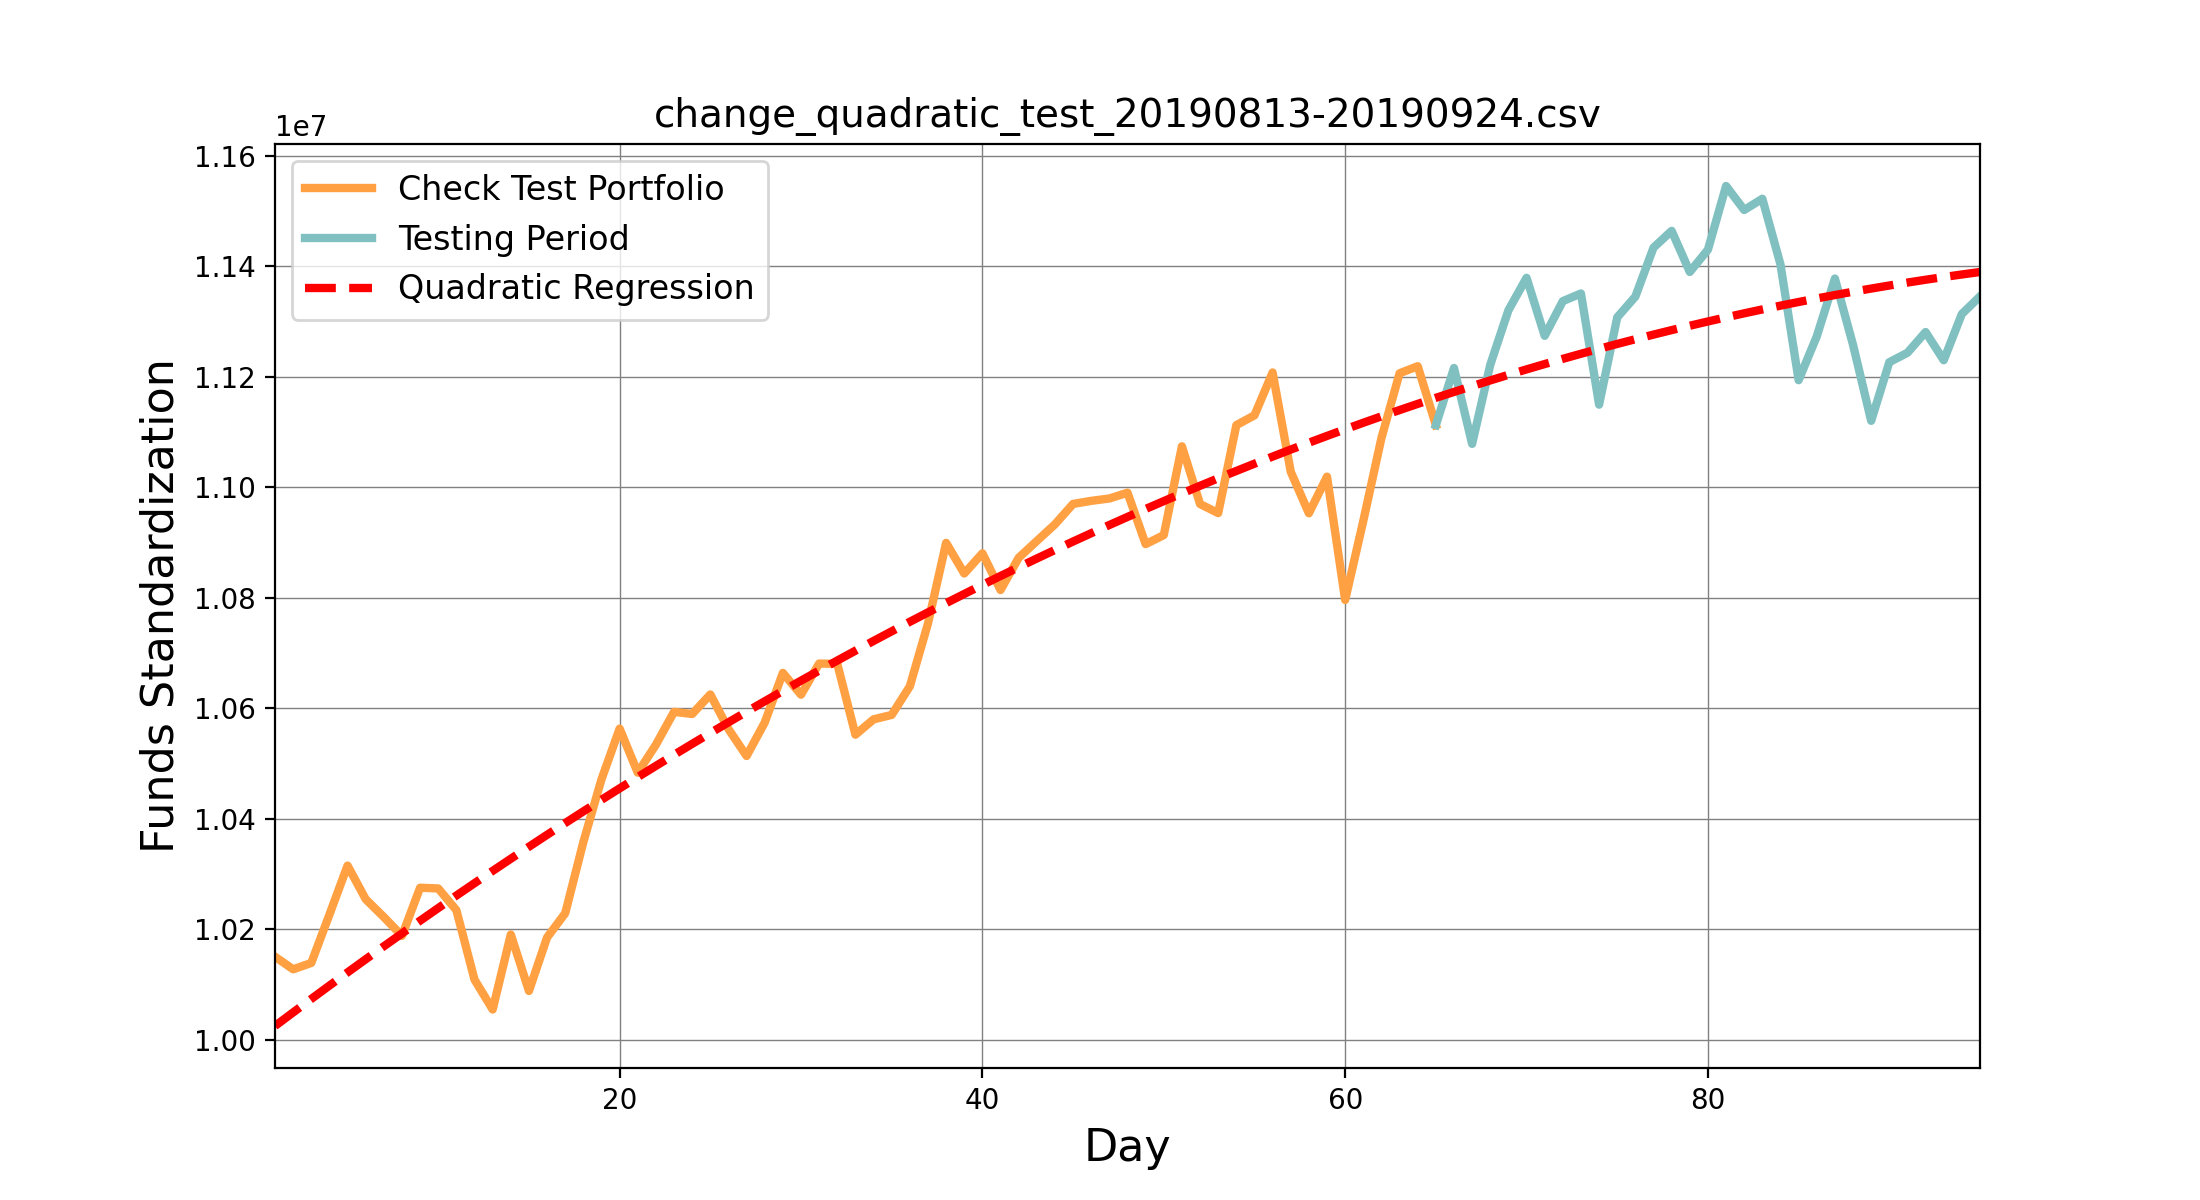 change_quadratic_test_20190813-20190924.csv
1e7
1.16
1.14
1.12
1.10
1.08
1.06
1.04
1.02
1.00
Funds Standardization
Check Test Portfolio
Testing Period
Quadratic Regression
20 40 60 80
Day